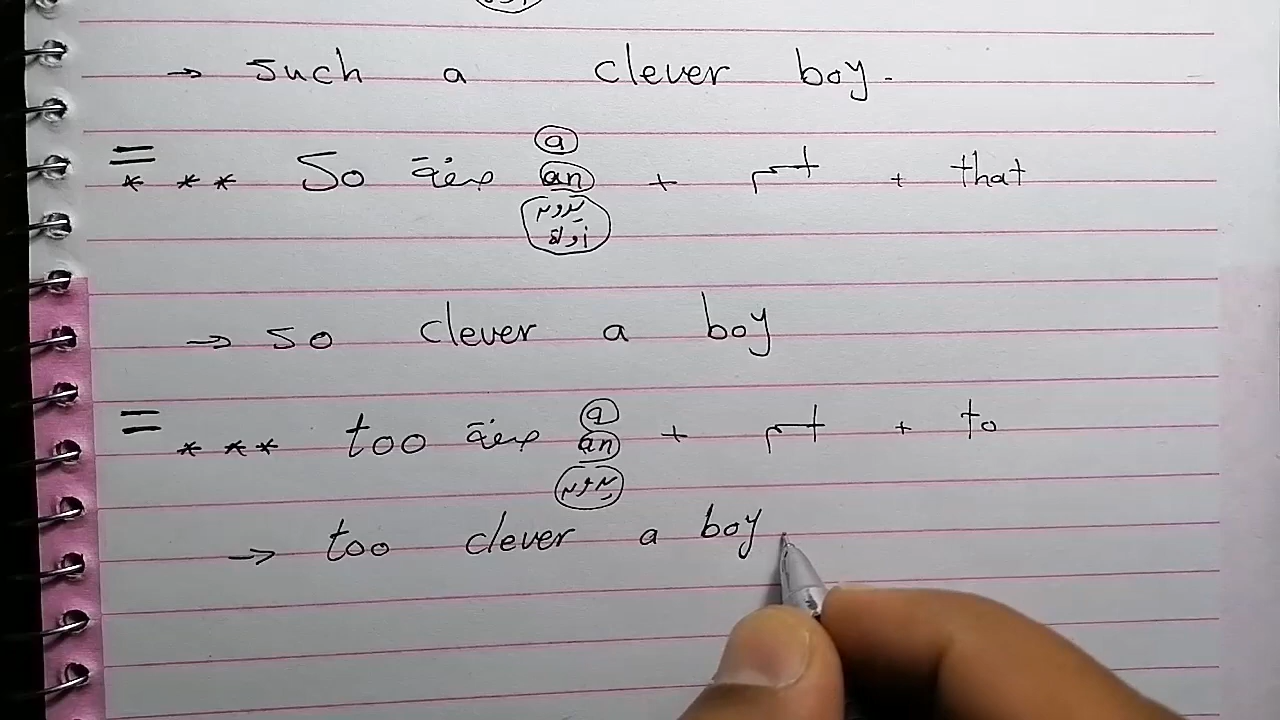 → such a clever boy.
= *** So صفة a
an
بدون
أداة + اسم + that
→ so clever a boy
= *** too صفة a
an
بدون + اسم + to
→ too clever a boy